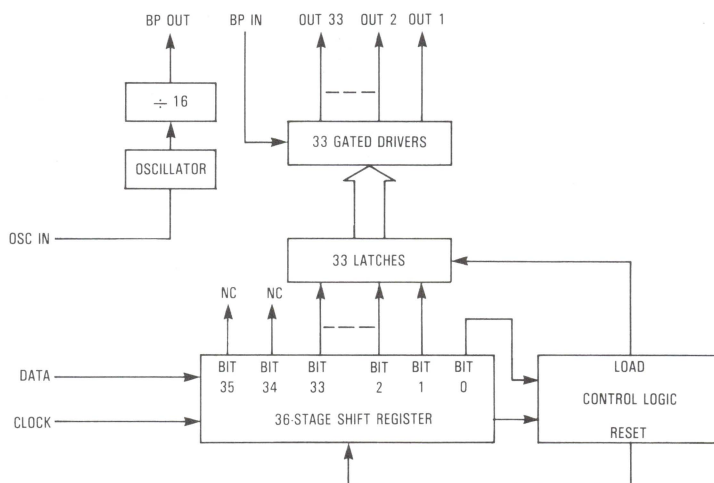 BP OUT BP IN OUT 33 OUT 2 OUT 1
÷ 16
33 GATED DRIVERS
OSCILLATOR
OSC IN
33 LATCHES
NC NC
BIT 35
BIT 34
BIT 33
BIT 2
BIT 1
BIT 0
DATA
CLOCK
36-STAGE SHIFT REGISTER
LOAD
CONTROL LOGIC
RESET